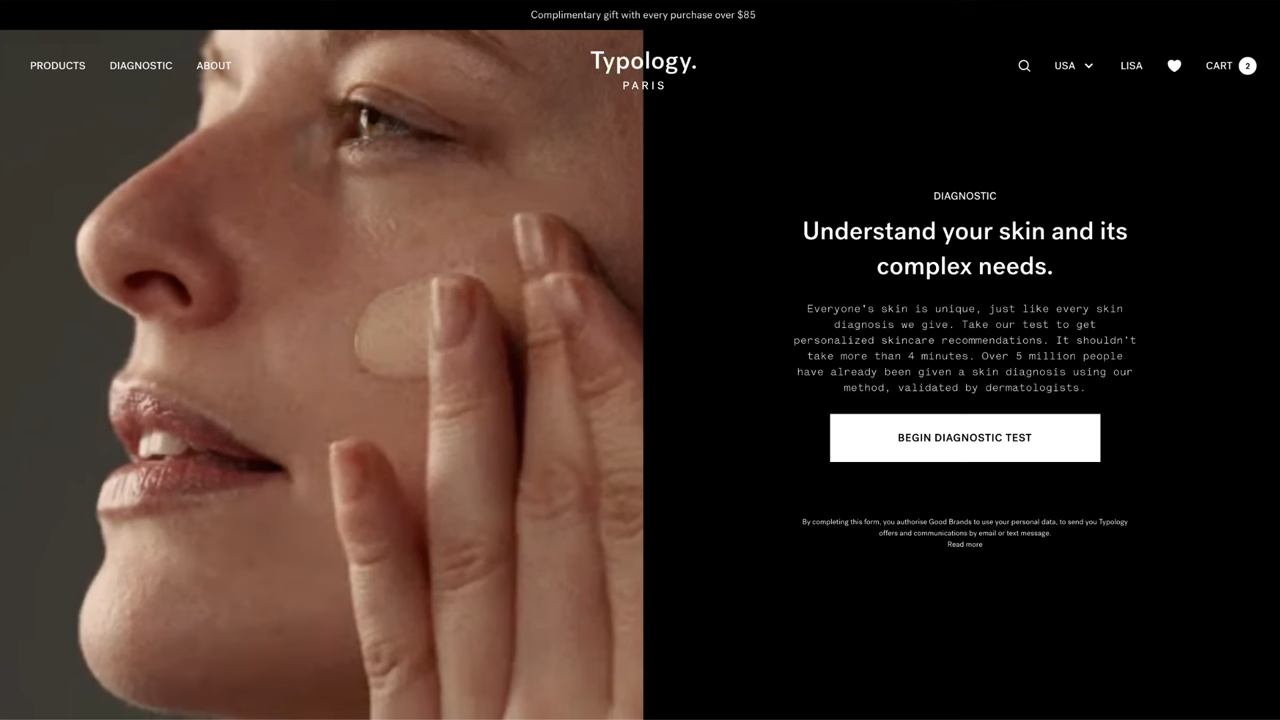 Complimentary gift with every purchase over $85
PRODUCTS DIAGNOSTIC ABOUT
Typology.
PARIS
USA LISA CART 2
DIAGNOSTIC
Understand your skin and its
complex needs.
Everyone's skin is unique, just like every skin
diagnosis we give. Take our test to get
personalized skincare recommendations. It shouldn't
take more than 4 minutes. Over 5 million people
have already been given a skin diagnosis using our
method, validated by dermatologists.
BEGIN DIAGNOSTIC TEST
By completing this form, you authorise Good Brands to use your personal data, to send you Typology
offers and communications by email or text message.
Read more